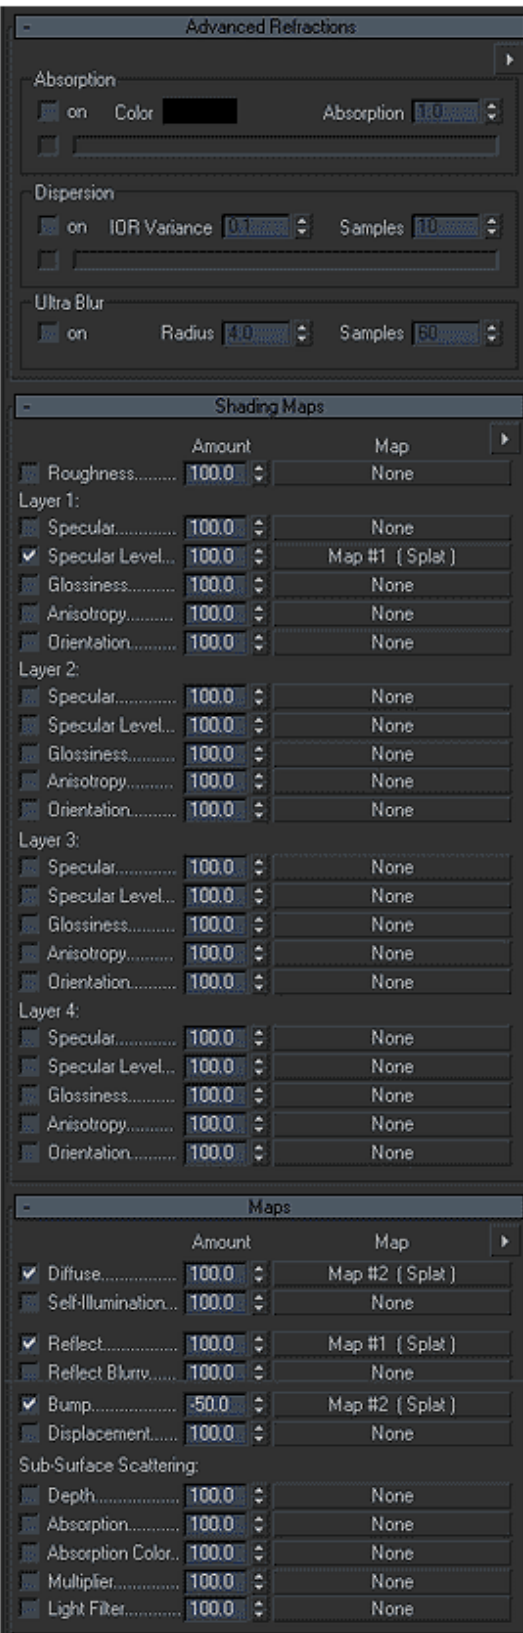 - Advanced Refractions
Absorption
on Color Absorption 1.0
Dispersion
on IOR Variance 0.1 Samples 10
Ultra Blur
on Radius 4.0 Samples 60
- Shading Maps
Amount Map
Roughness......... 100.0 None
Layer 1:
Specular............. 100.0 None
Specular Level... 100.0 Map #1 ( Splat )
Glossiness.......... 100.0 None
Anisotropy.......... 100.0 None
Orientation.......... 100.0 None
Layer 2:
Specular............. 100.0 None
Specular Level... 100.0 None
Glossiness.......... 100.0 None
Anisotropy.......... 100.0 None
Orientation.......... 100.0 None
Layer 3:
Specular............. 100.0 None
Specular Level... 100.0 None
Glossiness.......... 100.0 None
Anisotropy.......... 100.0 None
Orientation.......... 100.0 None
Layer 4:
Specular............. 100.0 None
Specular Level... 100.0 None
Glossiness.......... 100.0 None
Anisotropy.......... 100.0 None
Orientation.......... 100.0 None
- Maps
Amount Map
Diffuse................ 100.0 Map #2 ( Splat )
Self-Illumination... 100.0 None
Reflect................ 100.0 Map #1 ( Splat )
Reflect Blurry...... 100.0 None
Bump.................. -50.0 Map #2 ( Splat )
Displacement...... 100.0 None
Sub-Surface Scattering:
Depth.................. 100.0 None
Absorption........... 100.0 None
Absorption Color.. 100.0 None
Multiplier.............. 100.0 None
Light Filter............ 100.0 None